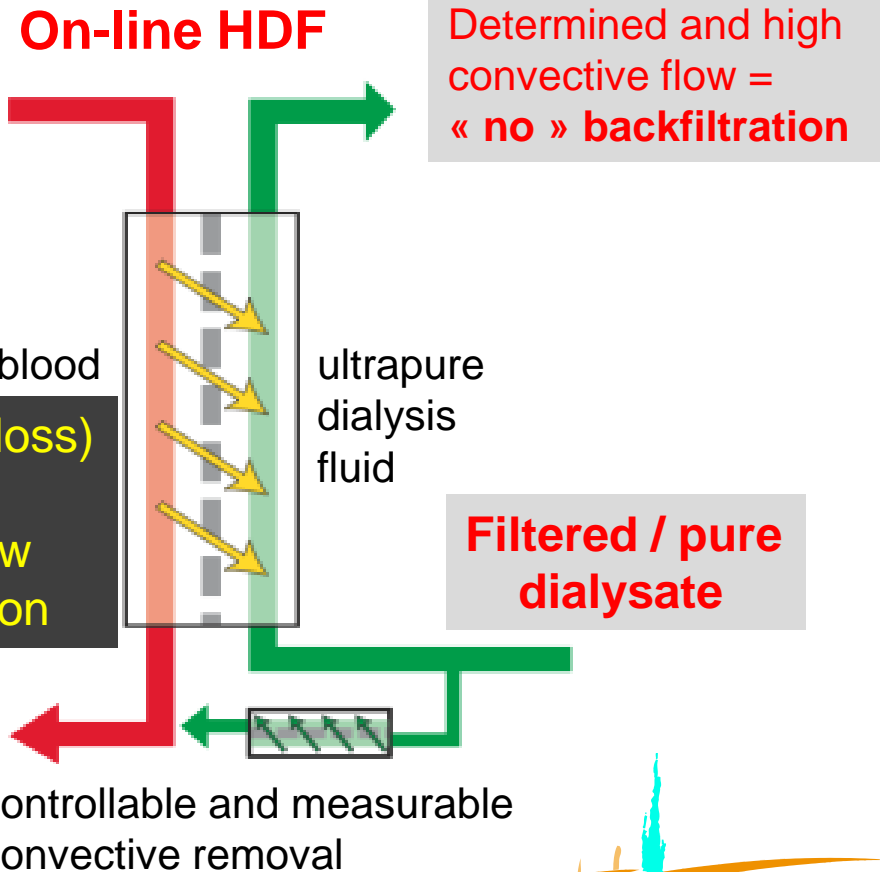 On-line HDF
Determined and high
convective flow =
« no » backfiltration
blood
loss)
w
on
ultrapure
dialysis
fluid
Filtered / pure
dialysate
ontrollable and measurable
onvective removal